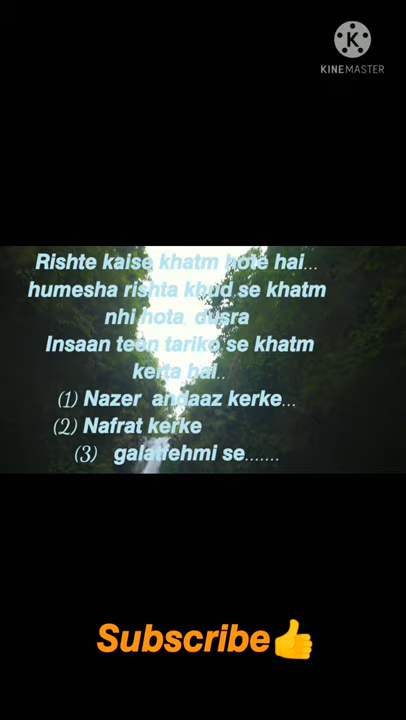 KINEMASTER
Rishte kaise khatm hote hai...
humesha rishta khud se khatm
nhi hota. dusra
Insaan teen tariko se khatm
kerta hai..
(1) Nazer andaaz kerke...
(2) Nafrat kerke
(3) galatfehmi se.......
Subscribe